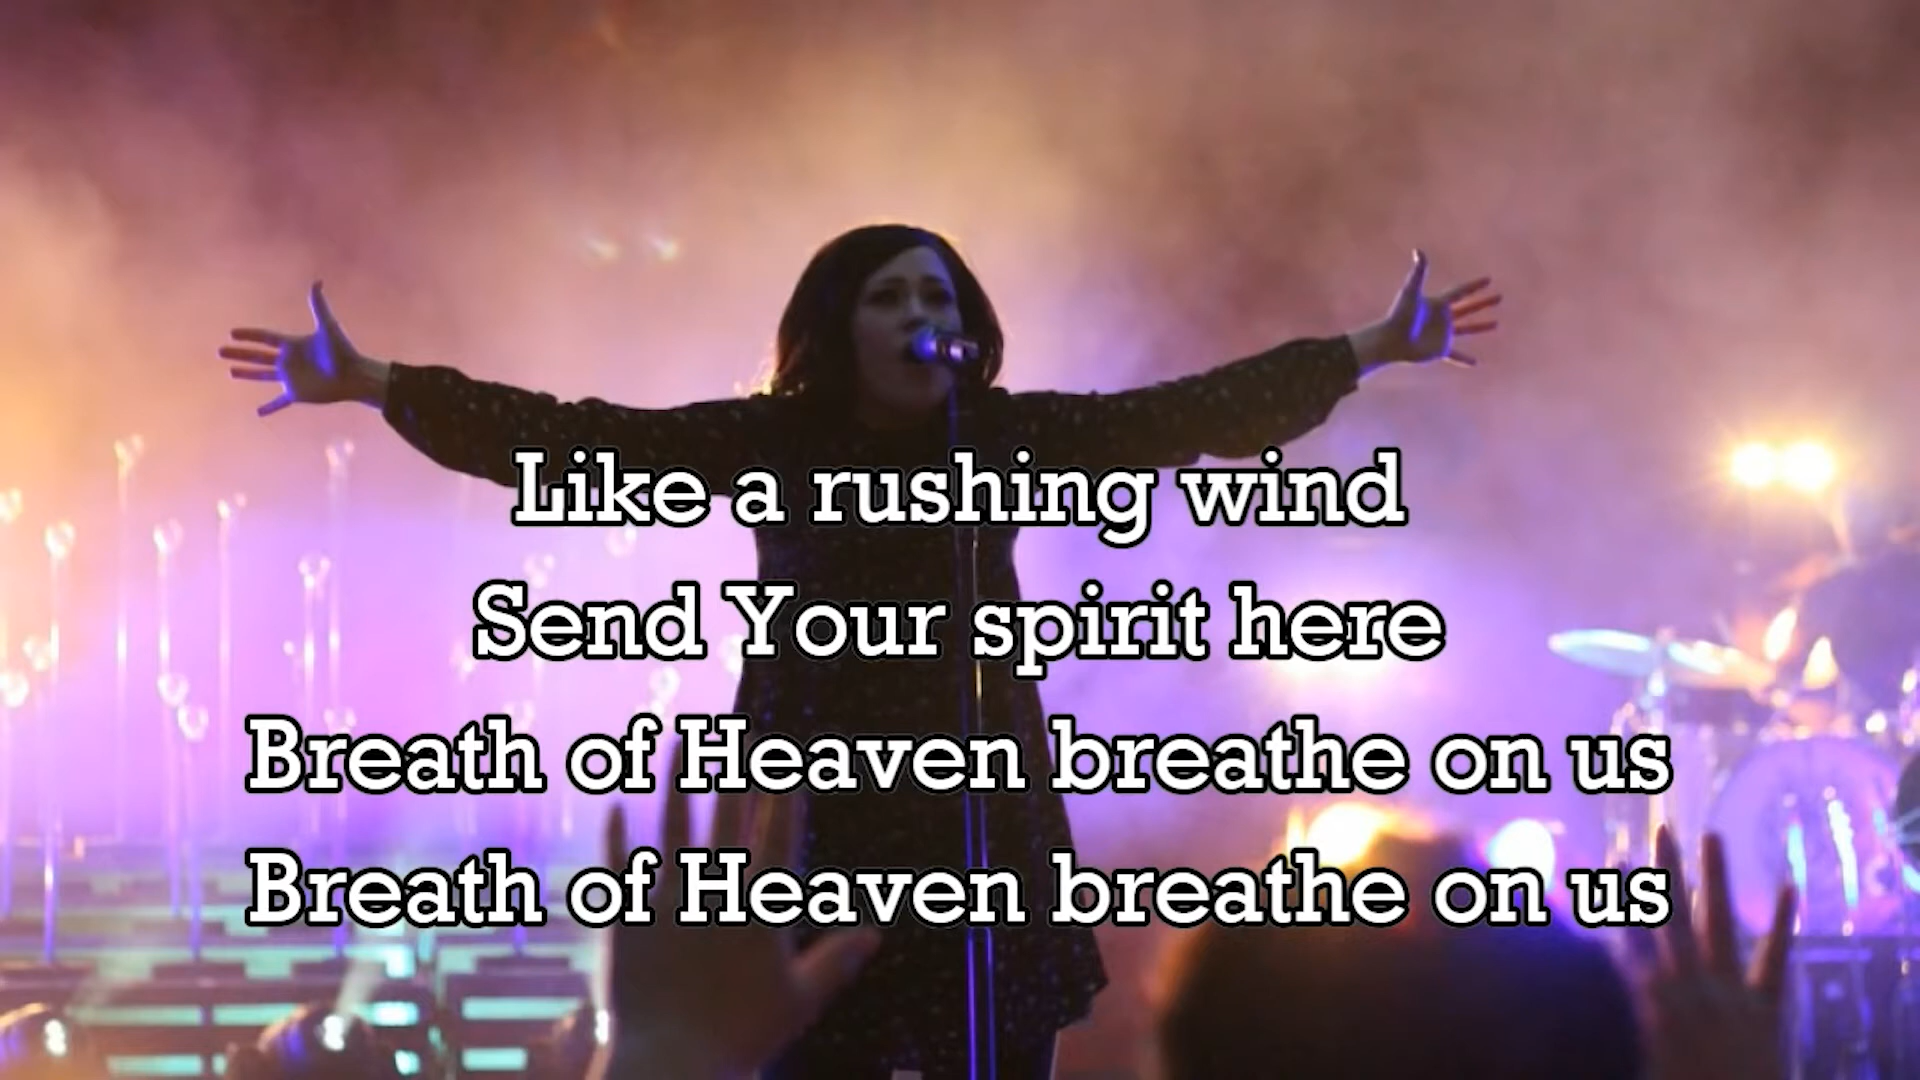 Like a rushing wind
Send Your spirit here
Breath of Heaven breathe on us
Breath of Heaven breathe on us